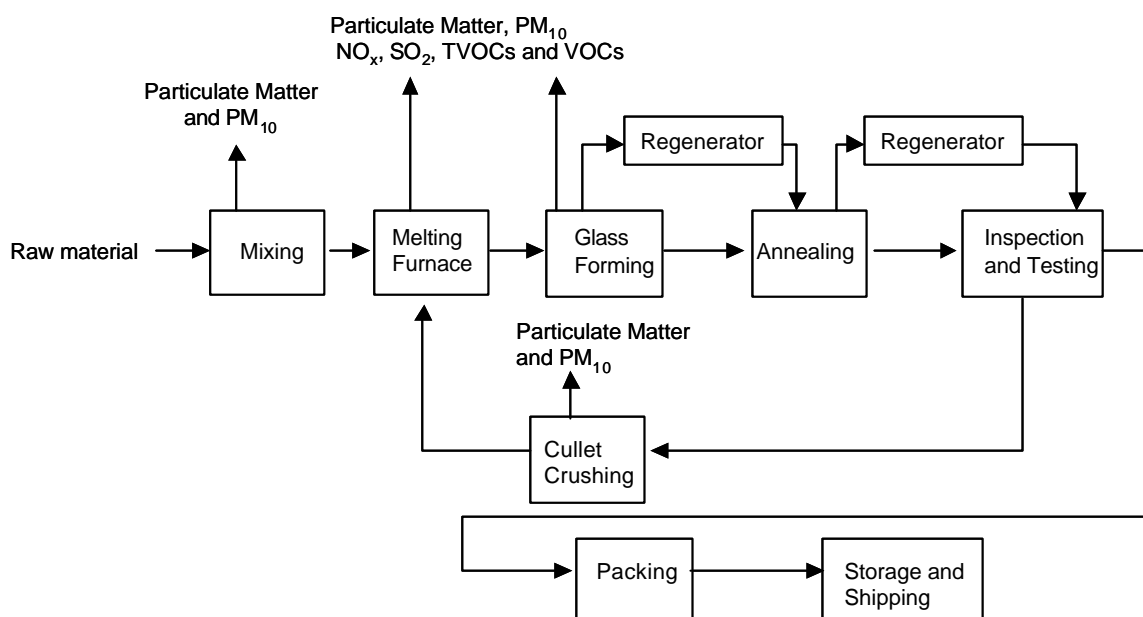 Particulate Matter, PM10
NOx, SO2, TVOCs and VOCs
Particulate Matter
and PM10
Regenerator
Regenerator
Raw material
Mixing
Melting
Furnace
Glass
Forming
Annealing
Inspection
and Testing
Particulate Matter
and PM10
Cullet
Crushing
Packing
Storage and
Shipping